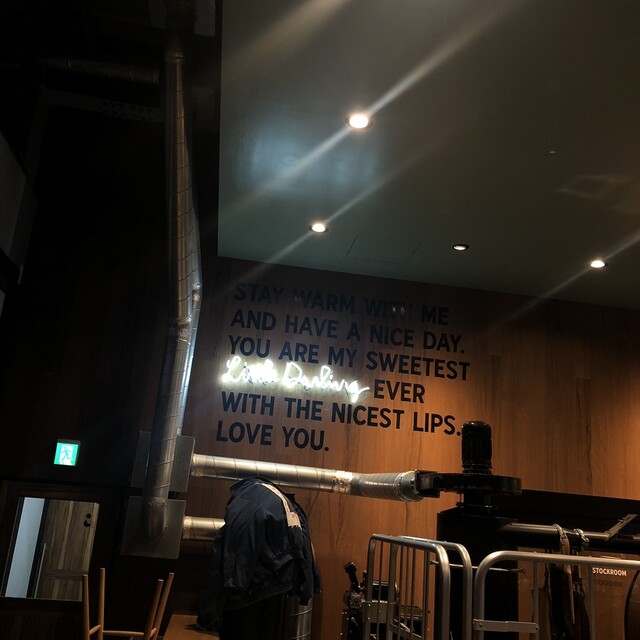 STAY WARM WITH ME
AND HAVE A NICE DAY.
YOU ARE MY SWEETEST
Little Darling EVER
WITH THE NICEST LIPS.
LOVE YOU.
STOCKROOM